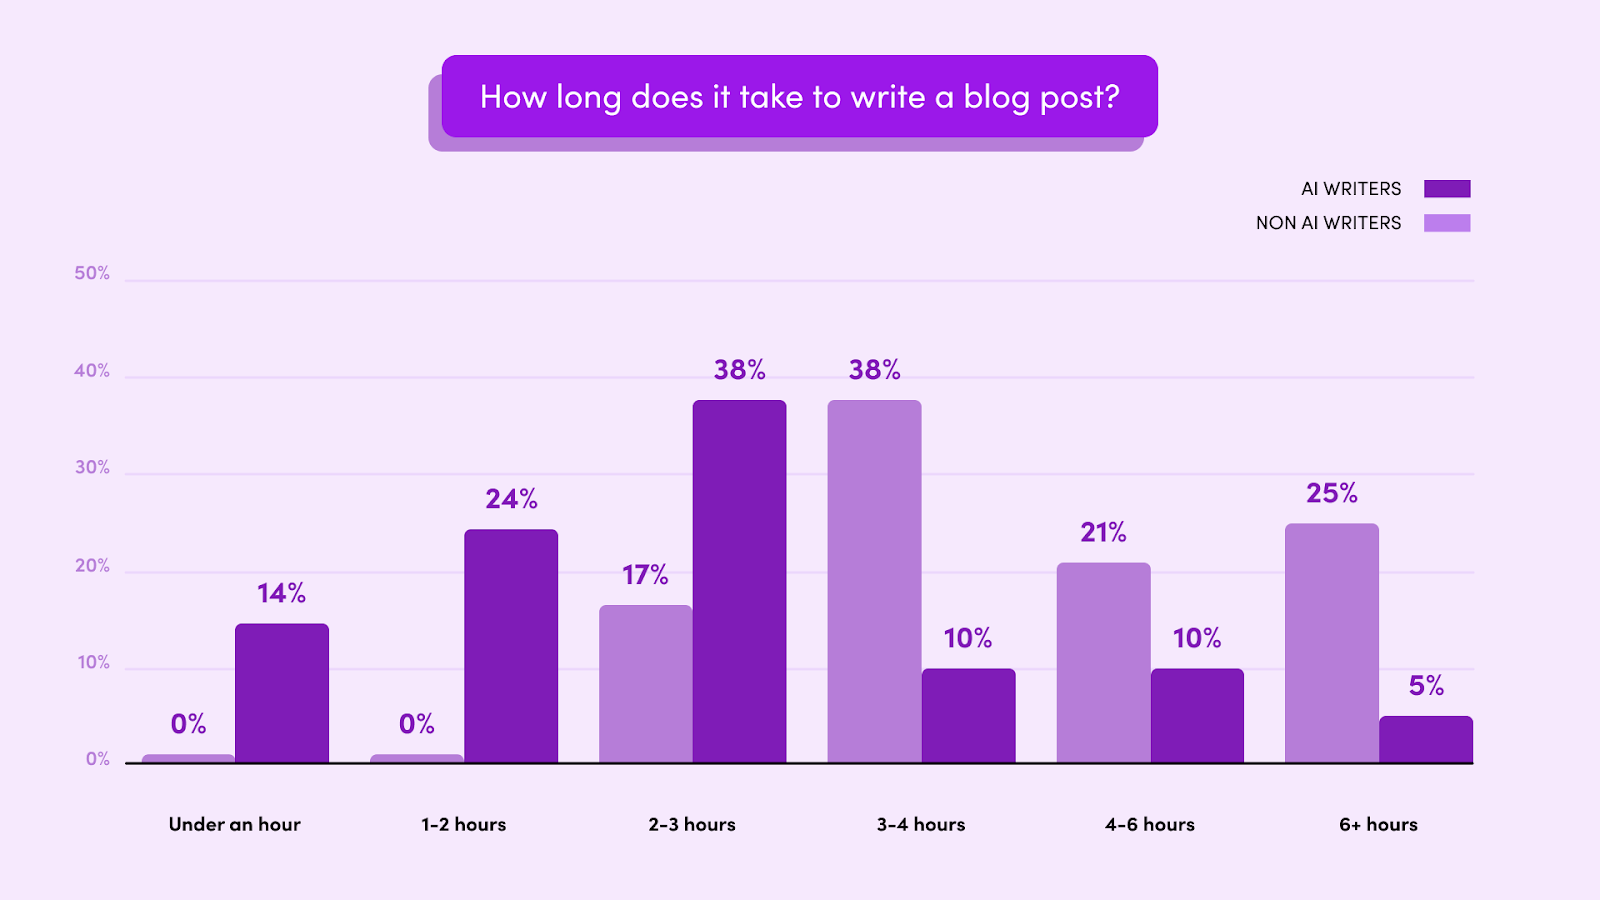 How long does it take to write a blog post?
AI WRITERS
NON AI WRITERS
50%
40%
30%
20%
10%
0%
0%
14%
0%
24%
17%
38%
38%
10%
21%
10%
25%
5%
Under an hour
1-2 hours
2-3 hours
3-4 hours
4-6 hours
6+ hours